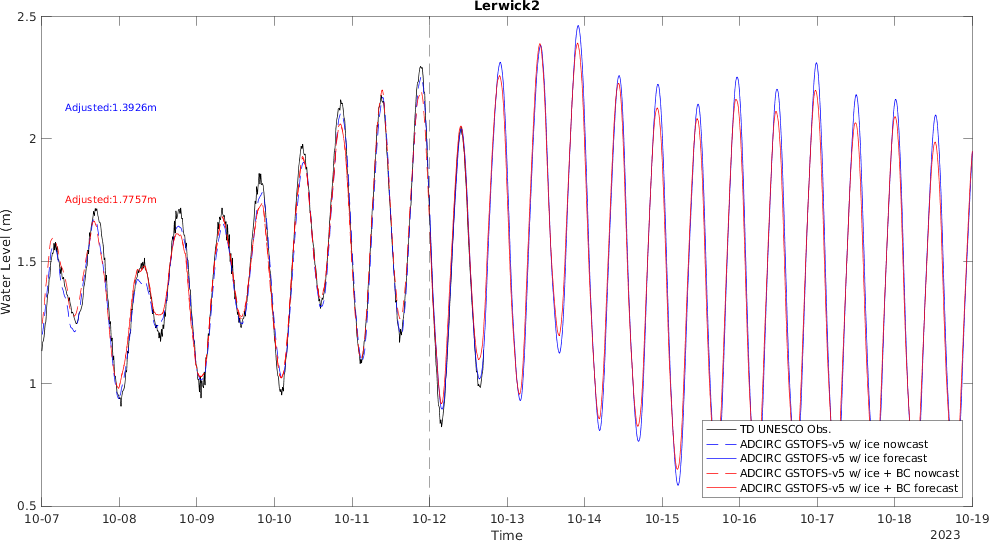 Lerwick2
2.5
2
1.5
1
0.5
Water Level (m)
Adjusted:1.3926m
Adjusted:1.7757m
TD UNESCO Obs.
ADCIRC GSTOFS-v5 w/ ice nowcast
ADCIRC GSTOFS-v5 w/ ice forecast
ADCIRC GSTOFS-v5 w/ ice + BC nowcast
ADCIRC GSTOFS-v5 w/ ice + BC forecast
10-07 10-08 10-09 10-10 10-11 10-12 10-13 10-14 10-15 10-16 10-17 10-18 10-19
Time
2023